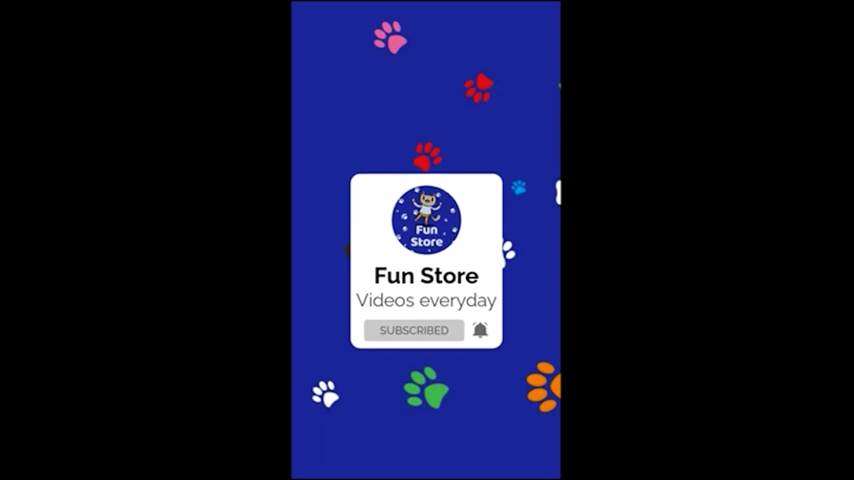 Fun
Store
Fun Store
Videos everyday
SUBSCRIBED